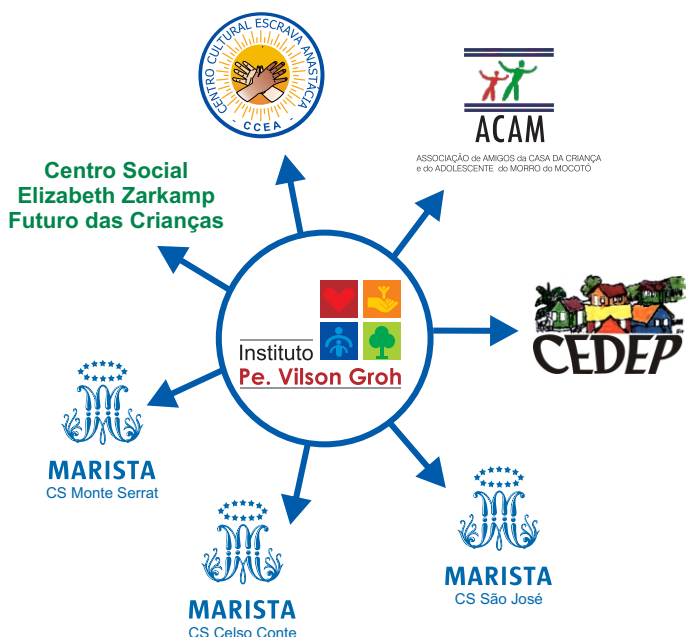 CENTRO CULTURAL ESCRAVA ANASTÁCIA
- CCEA -
ACAM
ASSOCIAÇÃO de AMIGOS da CASA DA CRIANÇA
e do ADOLESCENTE do MORRO do MOCOTÓ
Centro Social
Elizabeth Zarkamp
Futuro das Crianças
Instituto
Pe. Vilson Groh
CEDEP
MARISTA
CS Monte Serrat
MARISTA
CS São José
MARISTA
CS Celso Conte